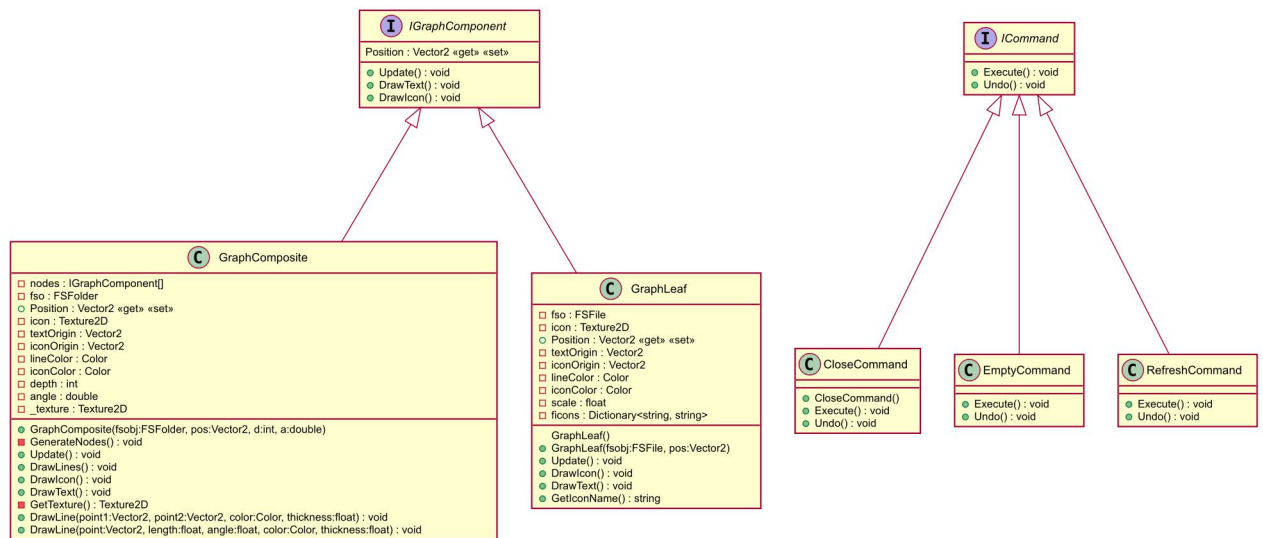 I IGraphComponent
Position : Vector2 «get» «set»
Update() : void
DrawText() : void
DrawIcon() : void
I ICommand
Execute() : void
Undo() : void
C GraphComposite
nodes : IGraphComponent[]
fso : FSFolder
Position : Vector2 «get» «set»
icon : Texture2D
textOrigin : Vector2
iconOrigin : Vector2
lineColor : Color
iconColor : Color
depth : int
angle : double
_texture : Texture2D
GraphComposite(fsobj:FSFolder, pos:Vector2, d:int, a:double)
GenerateNodes() : void
Update() : void
DrawLines() : void
DrawIcon() : void
DrawText() : void
GetTexture() : Texture2D
DrawLine(point1:Vector2, point2:Vector2, color:Color, thickness:float) : void
DrawLine(point:Vector2, length:float, angle:float, color:Color, thickness:float) : void
C GraphLeaf
fso : FSFile
icon : Texture2D
Position : Vector2 «get» «set»
textOrigin : Vector2
iconOrigin : Vector2
lineColor : Color
iconColor : Color
scale : float
ficons : Dictionary<string, string>
GraphLeaf()
GraphLeaf(fsobj:FSFile, pos:Vector2)
Update() : void
DrawIcon() : void
DrawText() : void
GetIconName() : string
C CloseCommand
CloseCommand()
Execute() : void
Undo() : void
C EmptyCommand
Execute() : void
Undo() : void
C RefreshCommand
Execute() : void
Undo() : void